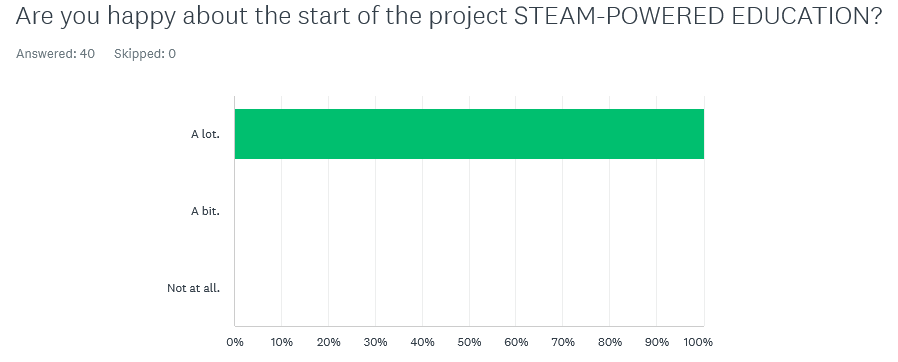 Are you happy about the start of the project STEAM-POWERED EDUCATION?
Answered: 40 Skipped: 0
A lot.
A bit.
Not at all.
0% 10% 20% 30% 40% 50% 60% 70% 80% 90% 100%